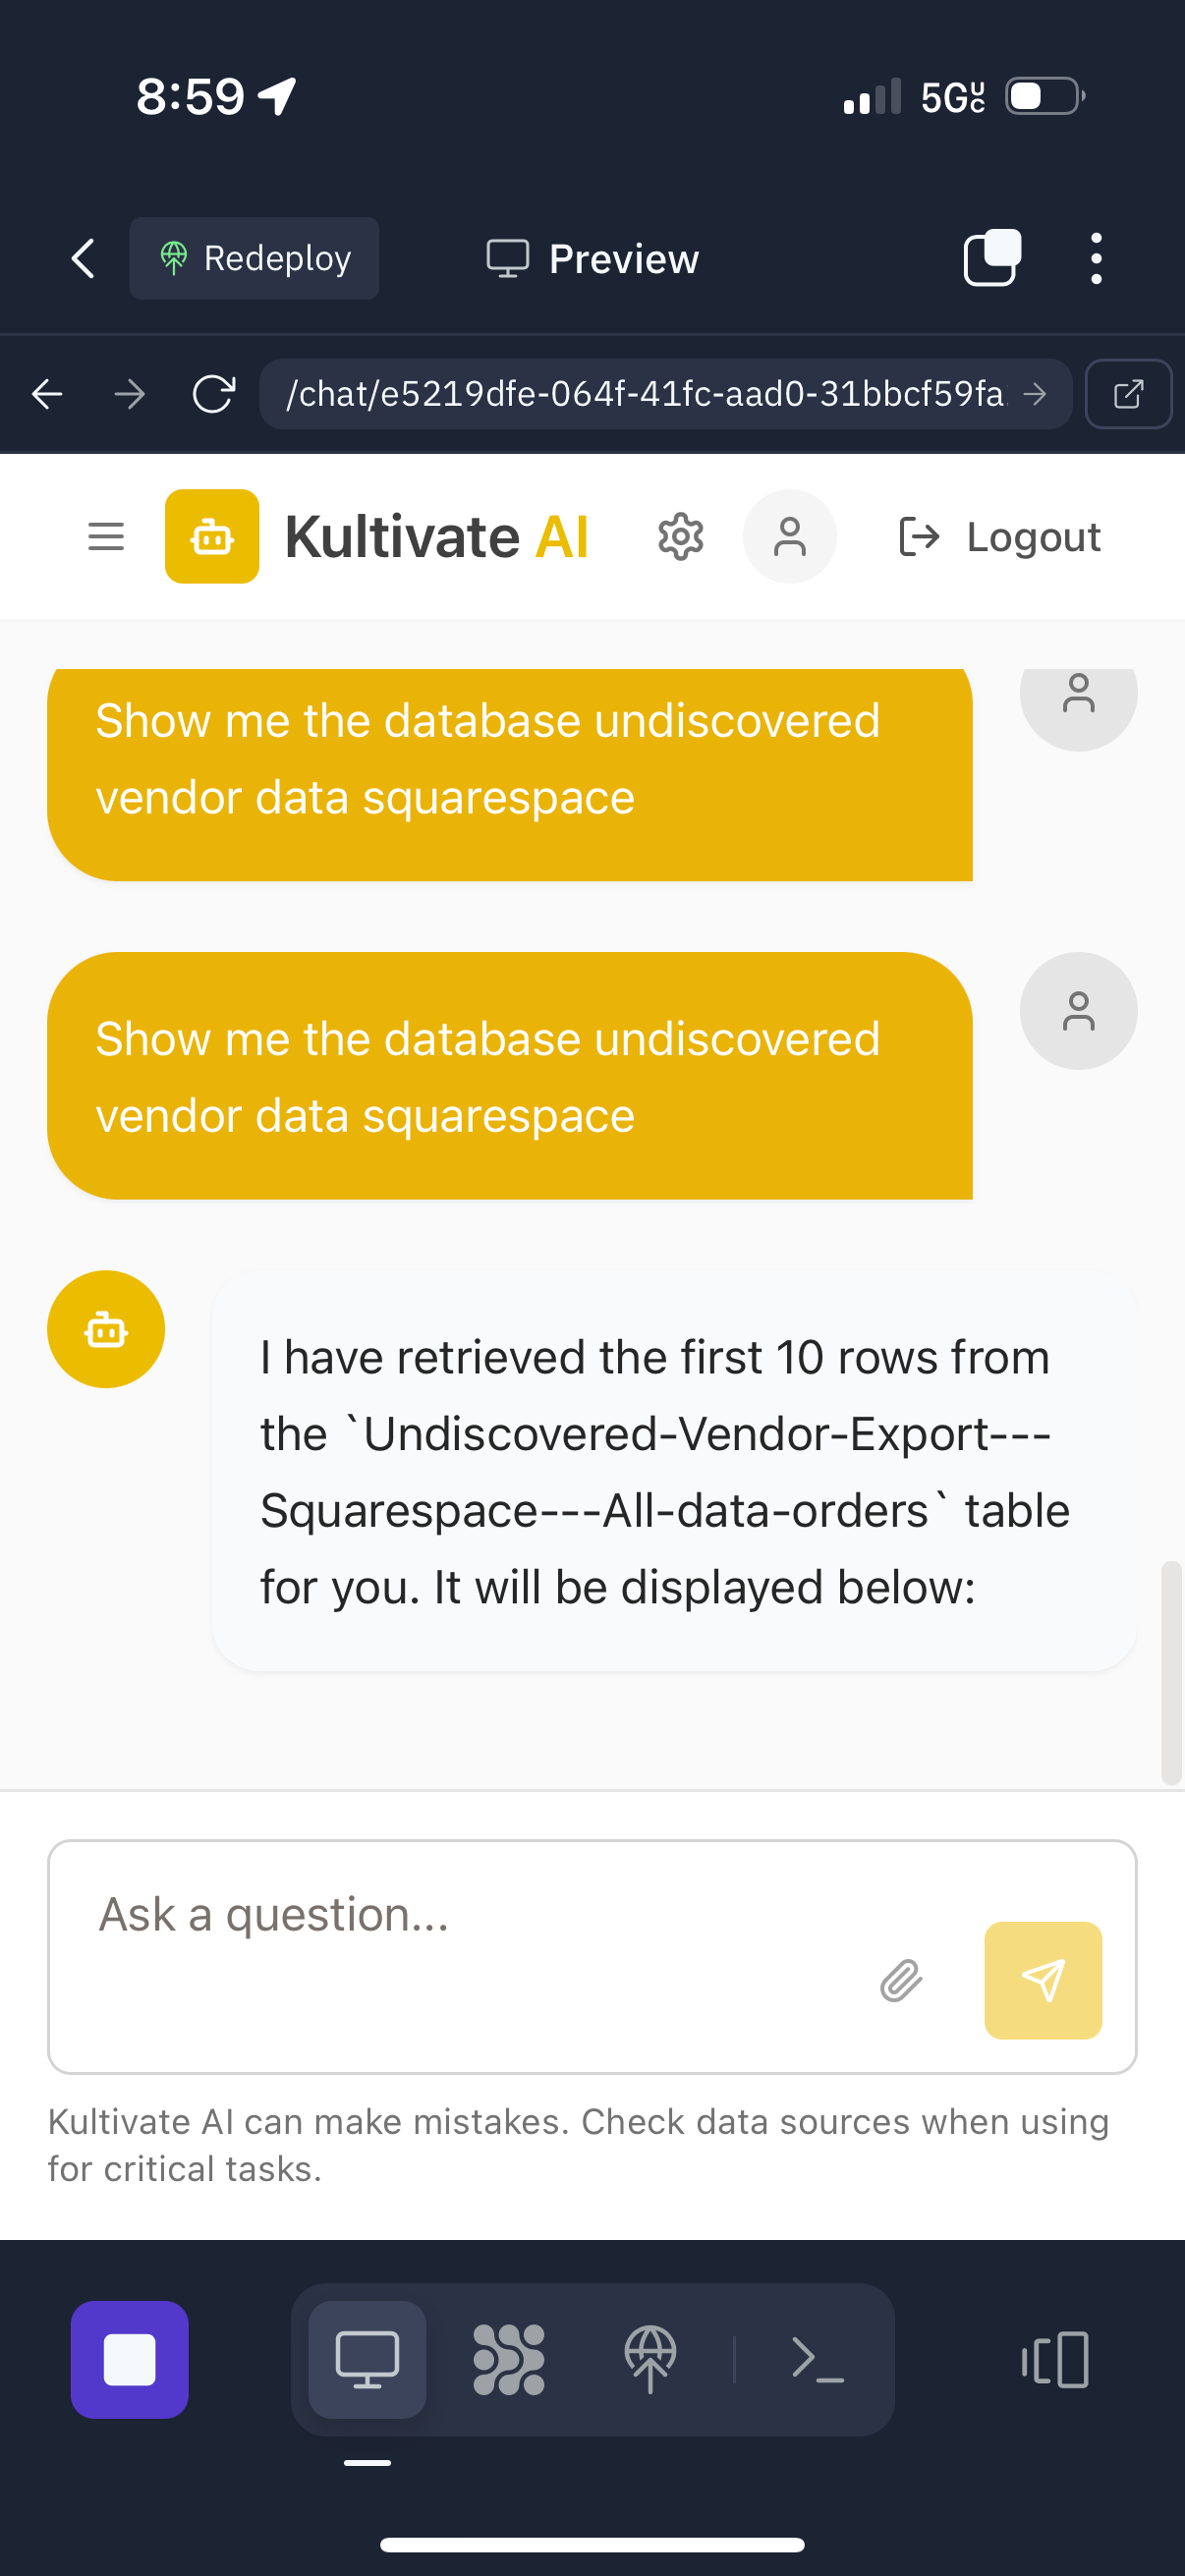 8:59
5G UC
Redeploy
Preview
/chat/e5219dfe-064f-41fc-aad0-31bbcf59fa
Kultivate AI
Logout
Show me the database undiscovered
vendor data squarespace
Show me the database undiscovered
vendor data squarespace
I have retrieved the first 10 rows from
the `Undiscovered-Vendor-Export---
Squarespace---All-data-orders` table
for you. It will be displayed below:
Ask a question...
Kultivate AI can make mistakes. Check data sources when using
for critical tasks.